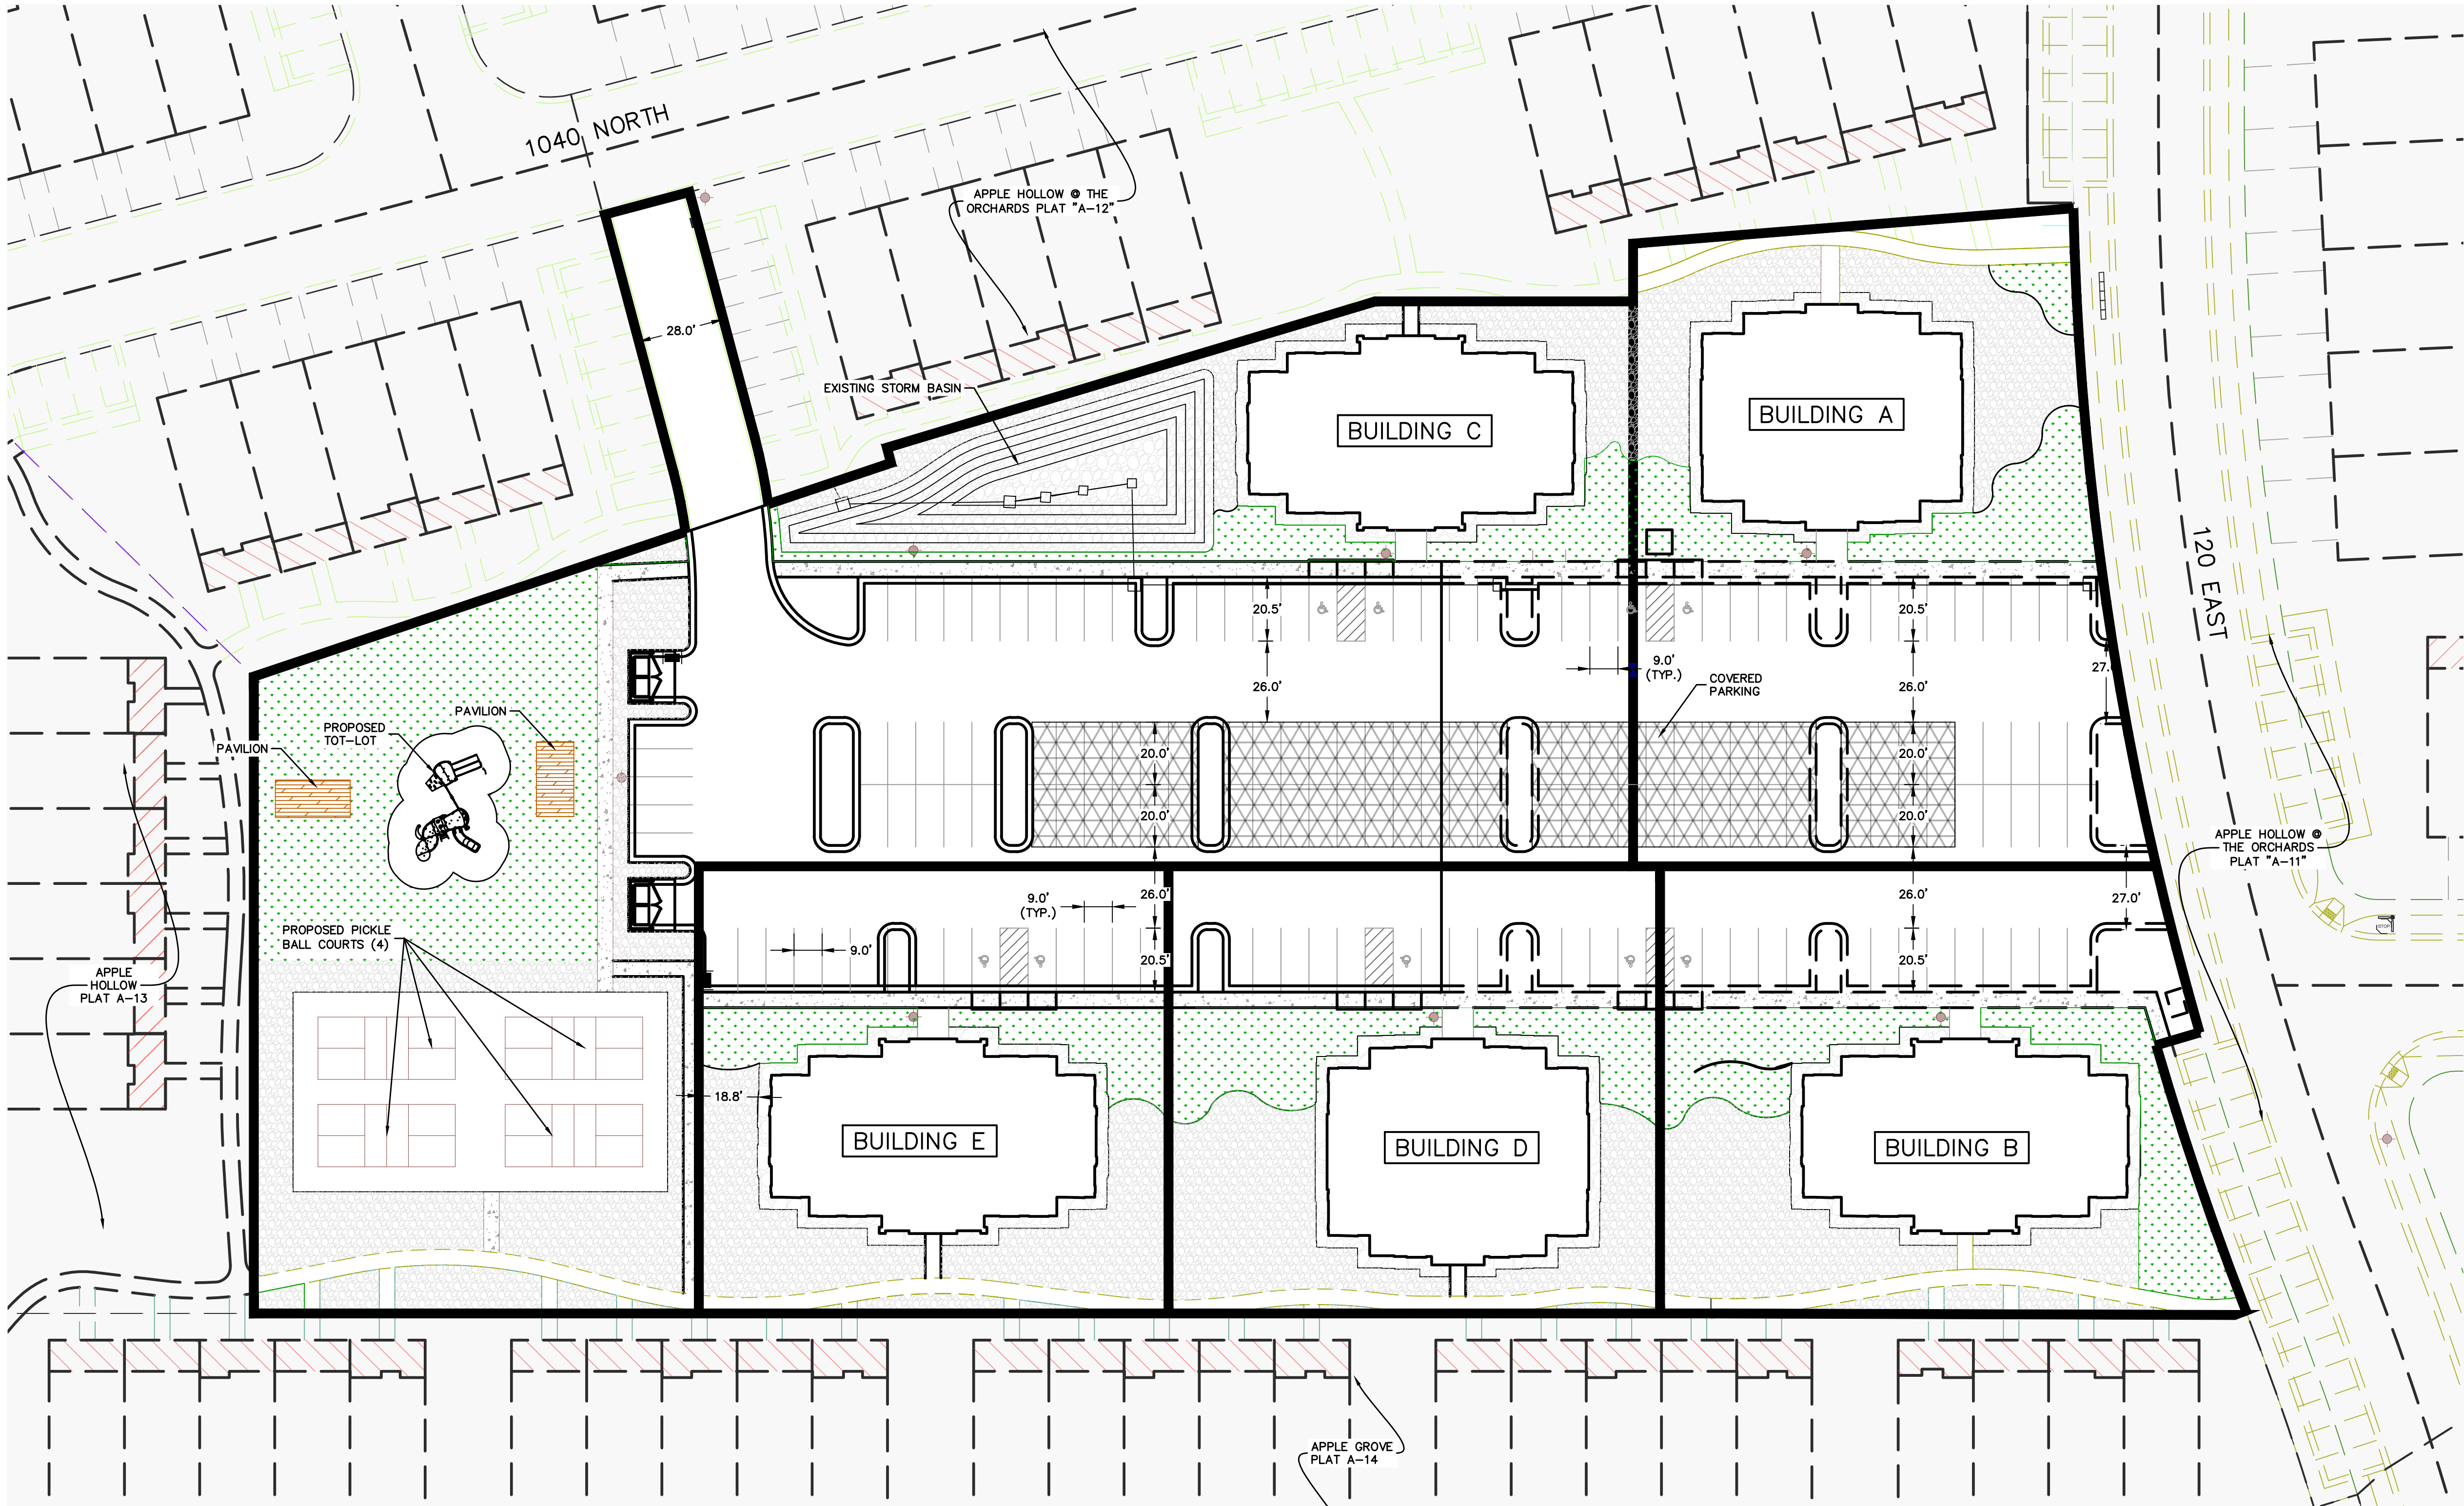 1040 NORTH
APPLE HOLLOW @ THE
ORCHARDS PLAT "A-12"
28.0'
EXISTING STORM BASIN
BUILDING C
BUILDING A
120 EAST
20.5'
20.5'
9.0'
(TYP.)
27.
COVERED
PARKING
26.0'
26.0'
PAVILION
PROPOSED
TOT-LOT
PAVILION
20.0'
20.0'
20.0'
20.0'
APPLE HOLLOW @
THE ORCHARDS
PLAT "A-11"
26.0'
26.0'
27.0'
9.0'
(TYP.)
STOP
PROPOSED PICKLE
BALL COURTS (4)
9.0'
20.5'
20.5'
APPLE
HOLLOW
PLAT A-13
18.8'
BUILDING E
BUILDING D
BUILDING B
APPLE GROVE
PLAT A-14